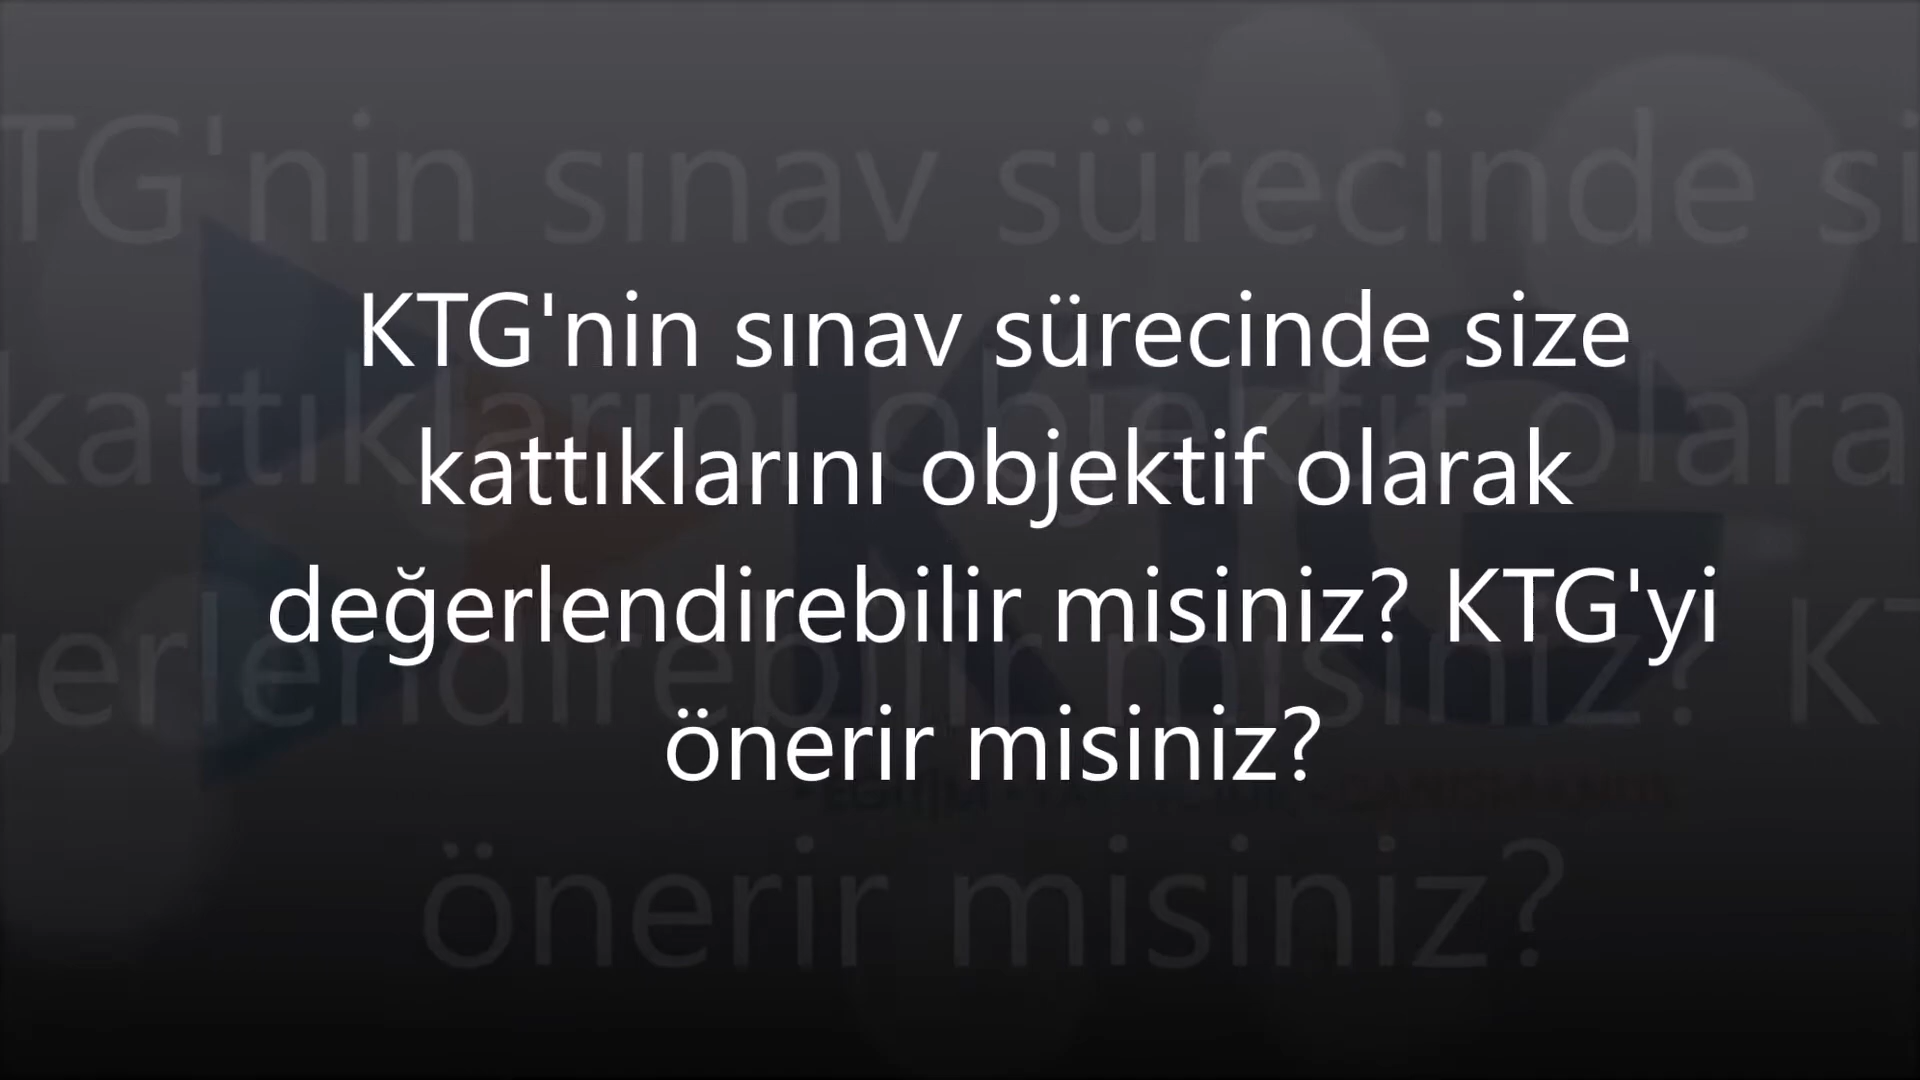 KTG'nin sınav sürecinde size
kattıklarını objektif olarak
değerlendirebilir misiniz? KTG'yi
önerir misiniz?